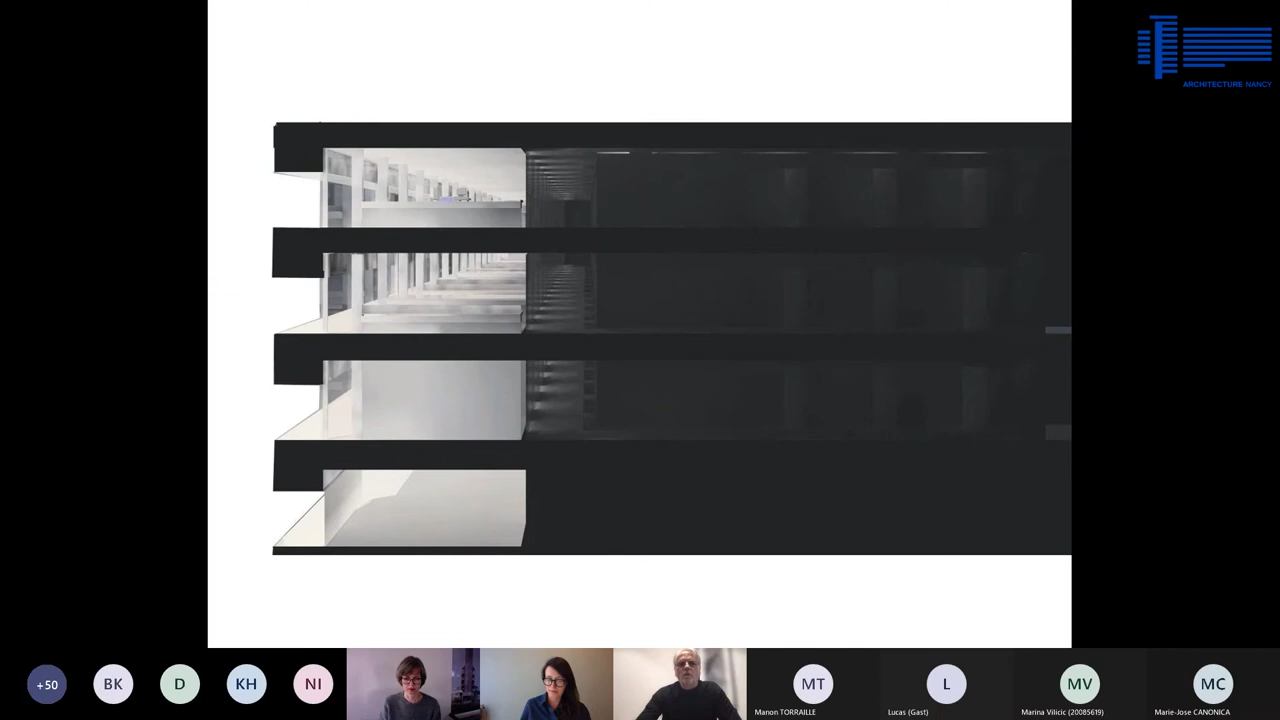 ARCHITECTURE NANCY
+50
BK
D
KH
NI
MT
Manon TORRAILLE
L
Lucas (Gast)
MV
Marina Vilicic (20085619)
MC
Marie-Jose CANONICA